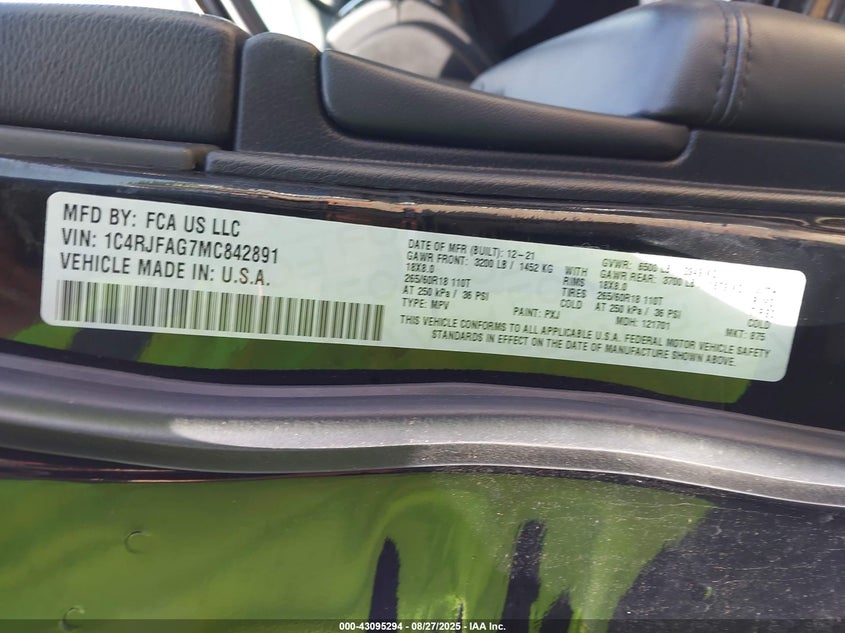 MFD BY: FCA US LLC
VIN: 1C4RJFAG7MC842891
VEHICLE MADE IN: U.S.A.
DATE OF MFR (BUILT): 12-21
GAWR FRONT: 3200 LB / 1452 KG
18X8.0
265/60R18 110T
AT 250 kPa / 36 PSI
TYPE: MPV
PAINT: PXJ
WITH
RIMS
TIRES
COLD
GVWR: 6500 LB
GAWR REAR: 3700 LB
18X8.0
265/60R18 110T
AT 250 kPa / 36 PSI
COLD
MDH: 121701
MKT: 875
THIS VEHICLE CONFORMS TO ALL APPLICABLE U.S.A. FEDERAL MOTOR VEHICLE SAFETY
STANDARDS IN EFFECT ON THE DATE OF MANUFACTURE SHOWN ABOVE.
000-43095294 - 08/27/2025 - IAA Inc.